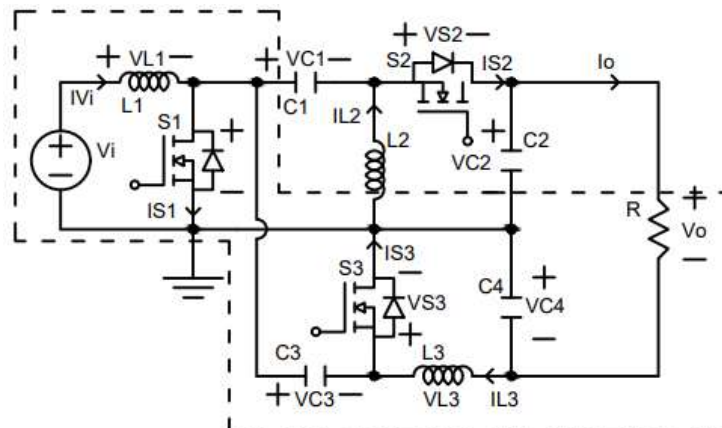 + VL1 −
IVi
L1
+ VC1 −
C1
+ VS2 −
S2
IS2
Io
S1
+
−
IS1
+
−
Vi
IL2
L2
+
VC2
−
C2
R
+
Vo
−
IS3
S3
−
VS3
+
C4
+
VC4
−
C3
+ VC3 −
L3
VL3
IL3